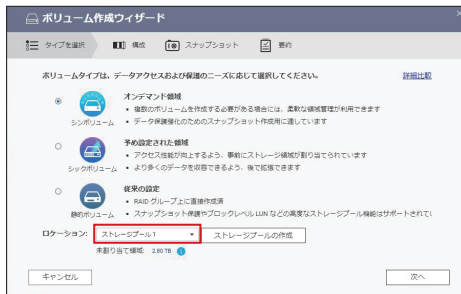 ボリューム作成ウィザード
タイプを選択 構成 スナップショット 要約
ボリュームタイプは、データアクセスおよび保護のニーズに応じて選択してください。 詳細比較
オンデマンド領域
• 複数のボリュームを作成する必要がある場合には、柔軟な領域管理が利用できます
• データ保護強化のためのスナップショット作成用に適しています
シンボリューム
予め設定された領域
• アクセス性能が向上するよう、事前にストレージ領域が割り当てられています
• より多くのデータを収容できるよう、後で拡張できます
シックボリューム
従来の設定
• RAID グループ上に直接作成済
• スナップショット保護やブロックレベル LUN などの高度なストレージプール機能はサポートされてい
静的ボリューム
ロケーション: ストレージプール 1 ストレージプールの作成
未割り当て領域: 2.80 TB
キャンセル 次へ